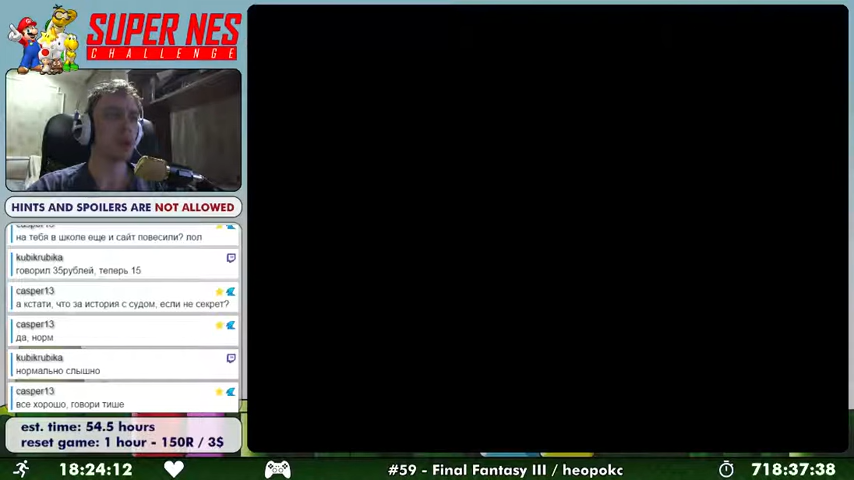 SUPER NES
CHALLENGE
HINTS AND SPOILERS ARE NOT ALLOWED
casper13
на тебя в школе еще и сайт повесили? лол
kubikrubika
говорил 35рублей, теперь 15
casper13
а кстати, что за история с судом, если не секрет?
casper13
да, норм
kubikrubika
нормально слышно
casper13
все хорошо, говори тише
est. time: 54.5 hours
reset game: 1 hour - 150R / 3$
18:24:12
#59 - Final Fantasy III / heopokc
718:37:38